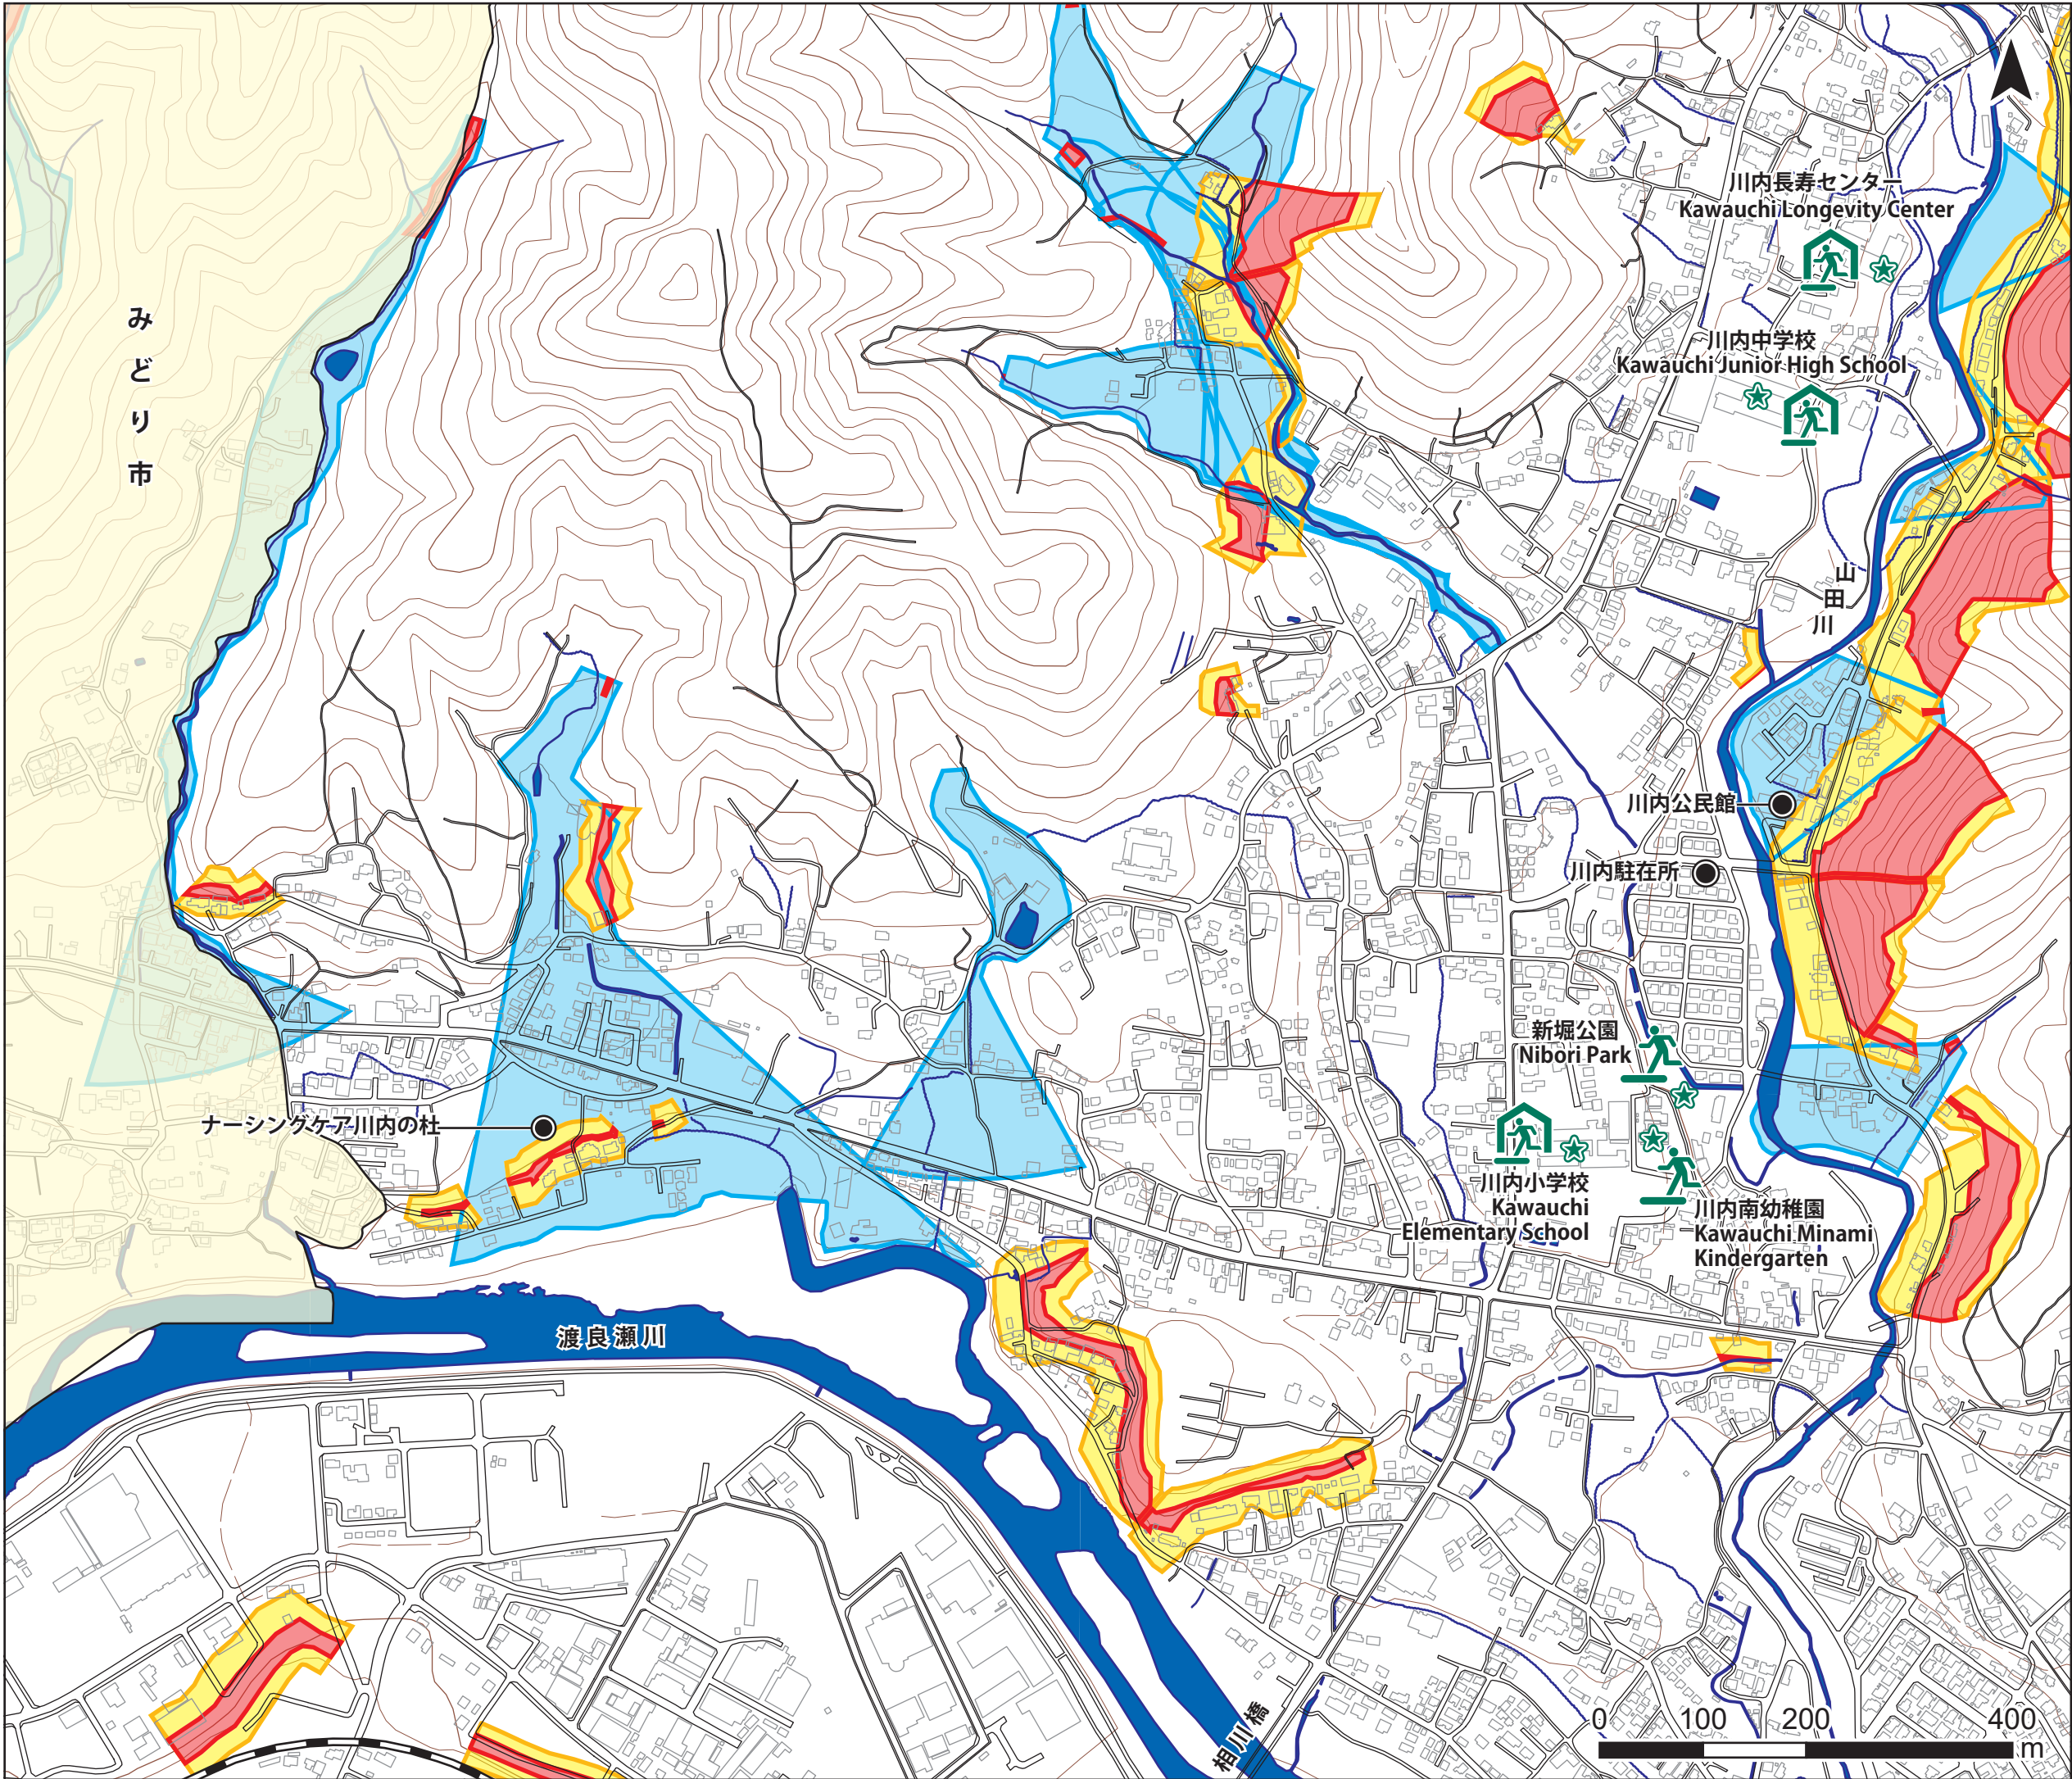 川内長寿センター
Kawauchi Longevity Center
みどり市
川内中学校
Kawauchi Junior High School
山田川
川内公民館
川内駐在所
新堀公園
Nibori Park
ナーシングケア川内の杜
川内小学校
Kawauchi
Elementary School
川内南幼稚園
Kawauchi Minami
Kindergarten
渡良瀬川
相川橋
0 100 200 400
m